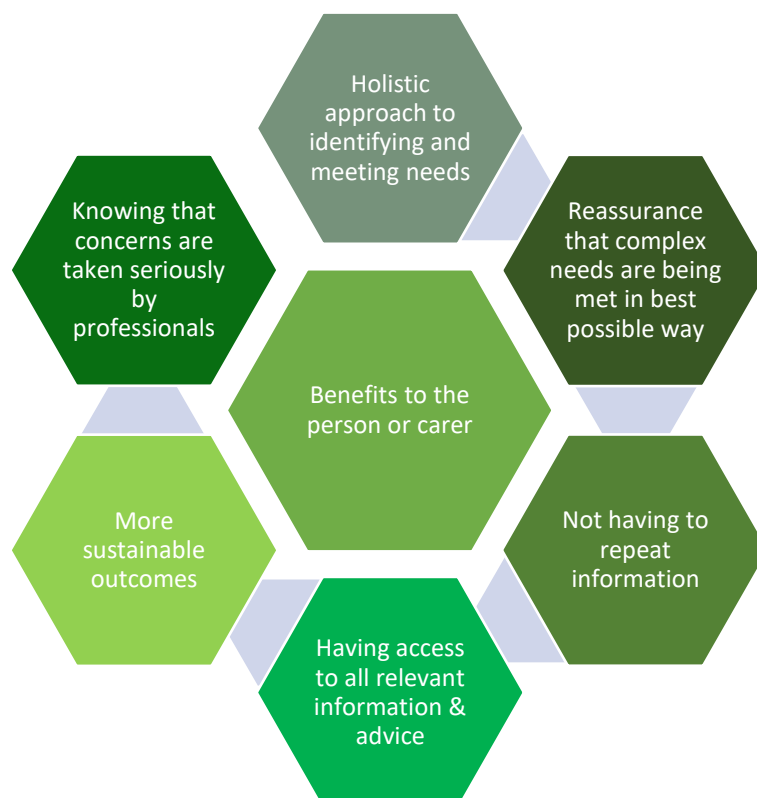 Holistic
approach to
identifying and
meeting needs
Knowing that
concerns are
taken seriously
by
professionals
Reassurance
that complex
needs are being
met in best
possible way
Benefits to the
person or carer
More
sustainable
outcomes
Not having to
repeat
information
Having access
to all relevant
information &
advice